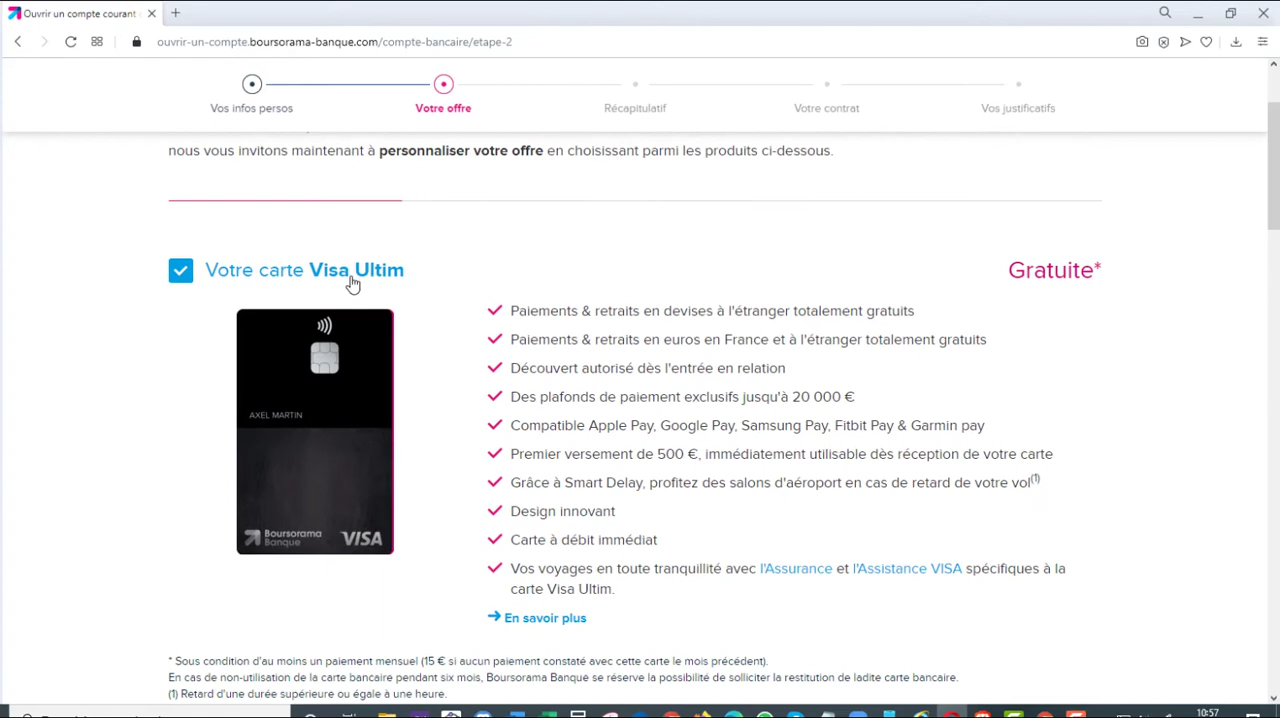 Ouvrir un compte courant
ouvrir-un-compte.boursorama-banque.com/compte-bancaire/etape-2
Vos infos persos
Votre offre
Récapitulatif
Votre contrat
Vos justificatifs
nous vous invitons maintenant à personnaliser votre offre en choisissant parmi les produits ci-dessous.
Votre carte Visa Ultim
Gratuite*
Paiements & retraits en devises à l'étranger totalement gratuits
Paiements & retraits en euros en France et à l'étranger totalement gratuits
Découvert autorisé dès l'entrée en relation
Des plafonds de paiement exclusifs jusqu'à 20 000 €
Compatible Apple Pay, Google Pay, Samsung Pay, Fitbit Pay & Garmin pay
Premier versement de 500 €, immédiatement utilisable dès réception de votre carte
Grâce à Smart Delay, profitez des salons d'aéroport en cas de retard de votre vol(1)
Design innovant
Carte à débit immédiat
Vos voyages en toute tranquillité avec l'Assurance et l'Assistance VISA spécifiques à la
carte Visa Ultim.
En savoir plus
AXEL MARTIN
Boursorama
Banque
VISA
* Sous condition d'au moins un paiement mensuel (15 € si aucun paiement constaté avec cette carte le mois précédent).
En cas de non-utilisation de la carte bancaire pendant six mois, Boursorama Banque se réserve la possibilité de solliciter la restitution de ladite carte bancaire.
(1) Retard d'une durée supérieure ou égale à une heure.
10:57